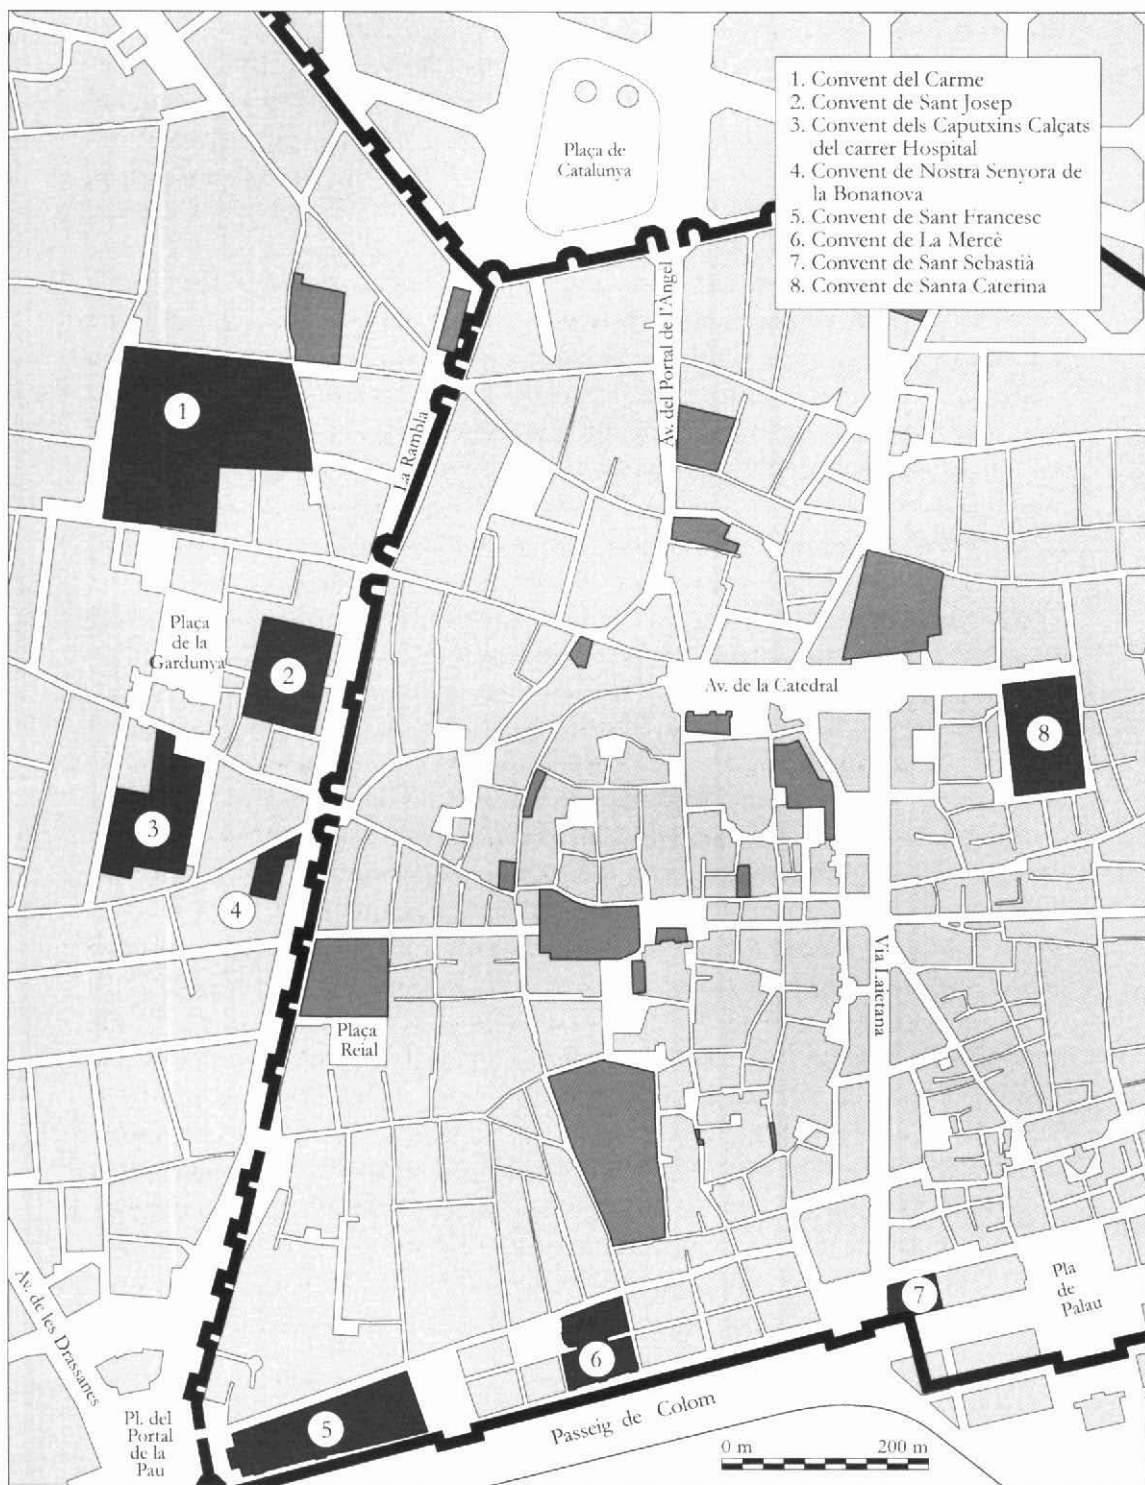 1. Convent del Carme
2. Convent de Sant Josep
3. Convent dels Caputxins Calçats
del carrer Hospital
4. Convent de Nostra Senyora de
la Bonanova
5. Convent de Sant Francesc
6. Convent de La Mercè
7. Convent de Sant Sebastià
8. Convent de Santa Caterina
Plaça de
Catalunya
Av. del Portal de l'Àngel
La Rambla
1
Plaça
de la
Gardunya
2
Av. de la Catedral
8
3
4
Via Laietana
Plaça
Reial
Av. de les Drassanes
Pla
de
Palau
7
6
5
Passeig de Colom
Pl. del
Portal
de la
Pau
0 m 200 m